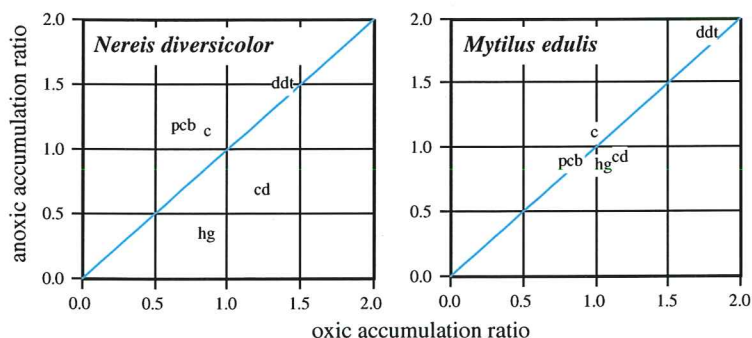 Nereis diversicolor
Mytilus edulis
anoxic accumulation ratio
2.0
1.5
1.0
0.5
0.0
ddt
pcb
c
cd
hg
0.0 0.5 1.0 1.5 2.0
2.0
1.5
1.0
0.5
0.0
ddt
c
pcb
hg
cd
0.0 0.5 1.0 1.5 2.0
oxic accumulation ratio